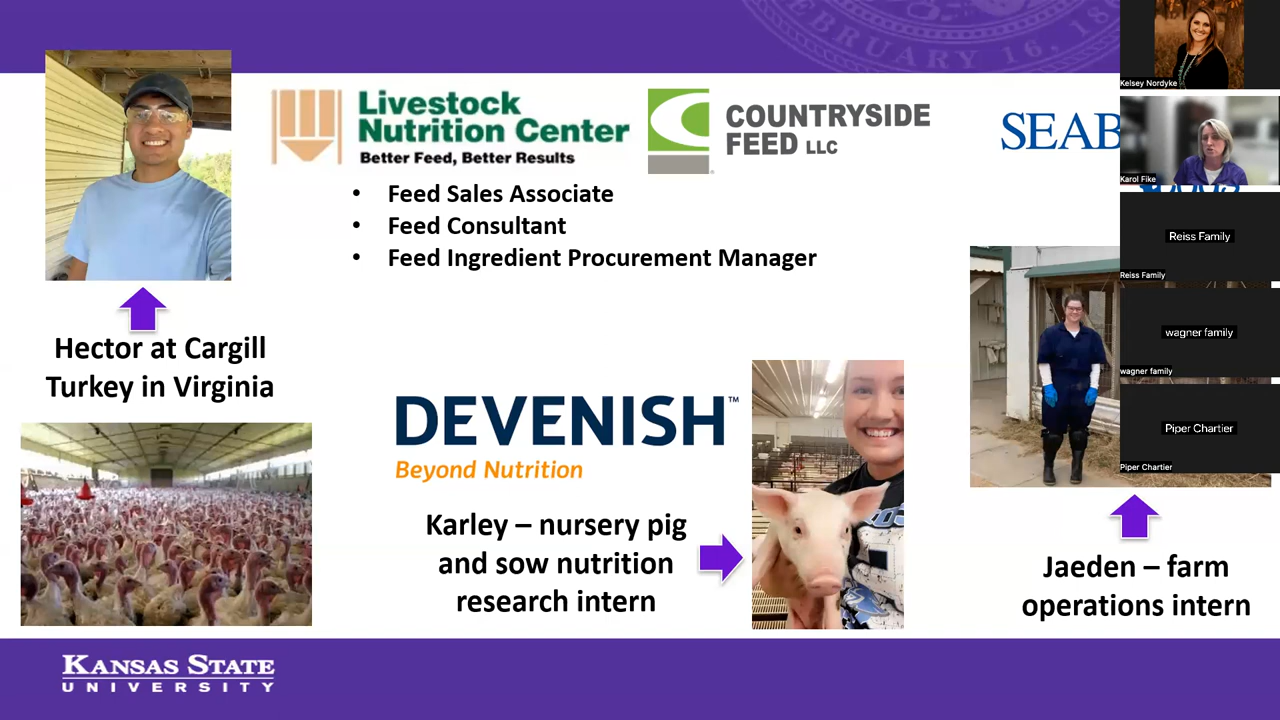 FEBRUARY 16, 18
Livestock
Nutrition Center
Better Feed, Better Results
COUNTRYSIDE
FEED LLC
SEAB
• Feed Sales Associate
• Feed Consultant
• Feed Ingredient Procurement Manager
Hector at Cargill
Turkey in Virginia
DEVENISH™
Beyond Nutrition
Karley – nursery pig
and sow nutrition
research intern
Jaeden – farm
operations intern
Kelsey Nordyke
Karol Fike
Reiss Family
Reiss Family
wagner family
wagner family
Piper Chartier
Piper Chartier
KANSAS STATE
UNIVERSITY